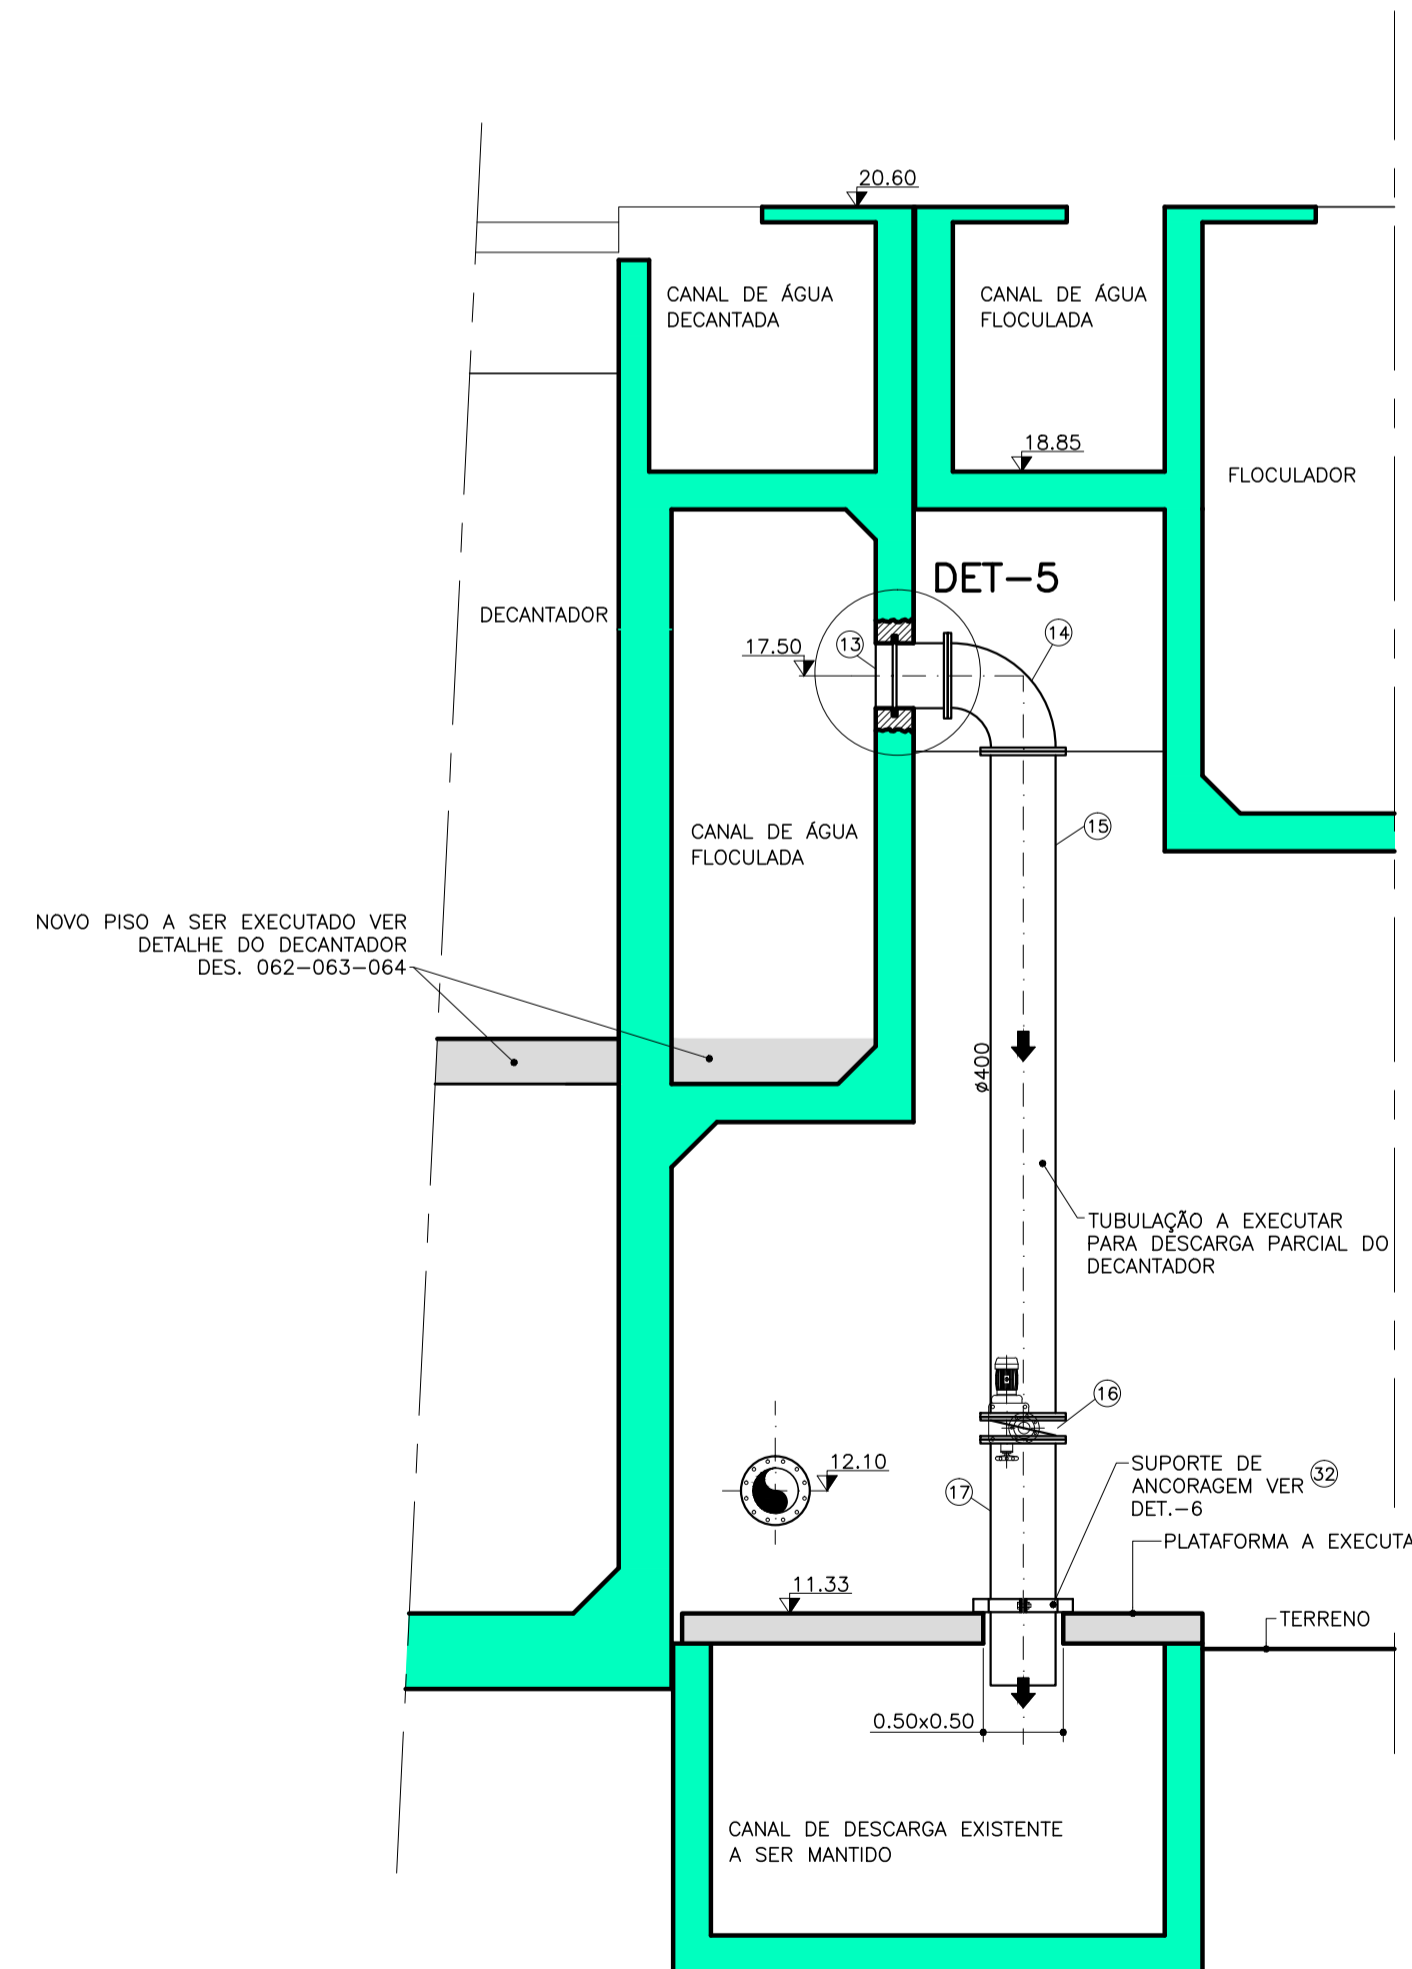 20.60
CANAL DE ÁGUA
DECANTADA
CANAL DE ÁGUA
FLOCULADA
18.85
FLOCULADOR
DET-5
DECANTADOR
17.50
13
14
15
CANAL DE ÁGUA
FLOCULADA
NOVO PISO A SER EXECUTADO VER
DETALHE DO DECANTADOR
DES. 062-063-064
ø400
TUBULAÇÃO A EXECUTAR
PARA DESCARGA PARCIAL DO
DECANTADOR
16
12.10
17
SUPORTE DE
ANCORAGEM VER
DET.-6
32
PLATAFORMA A EXECUTA
11.33
TERRENO
0.50x0.50
CANAL DE DESCARGA EXISTENTE
A SER MANTIDO